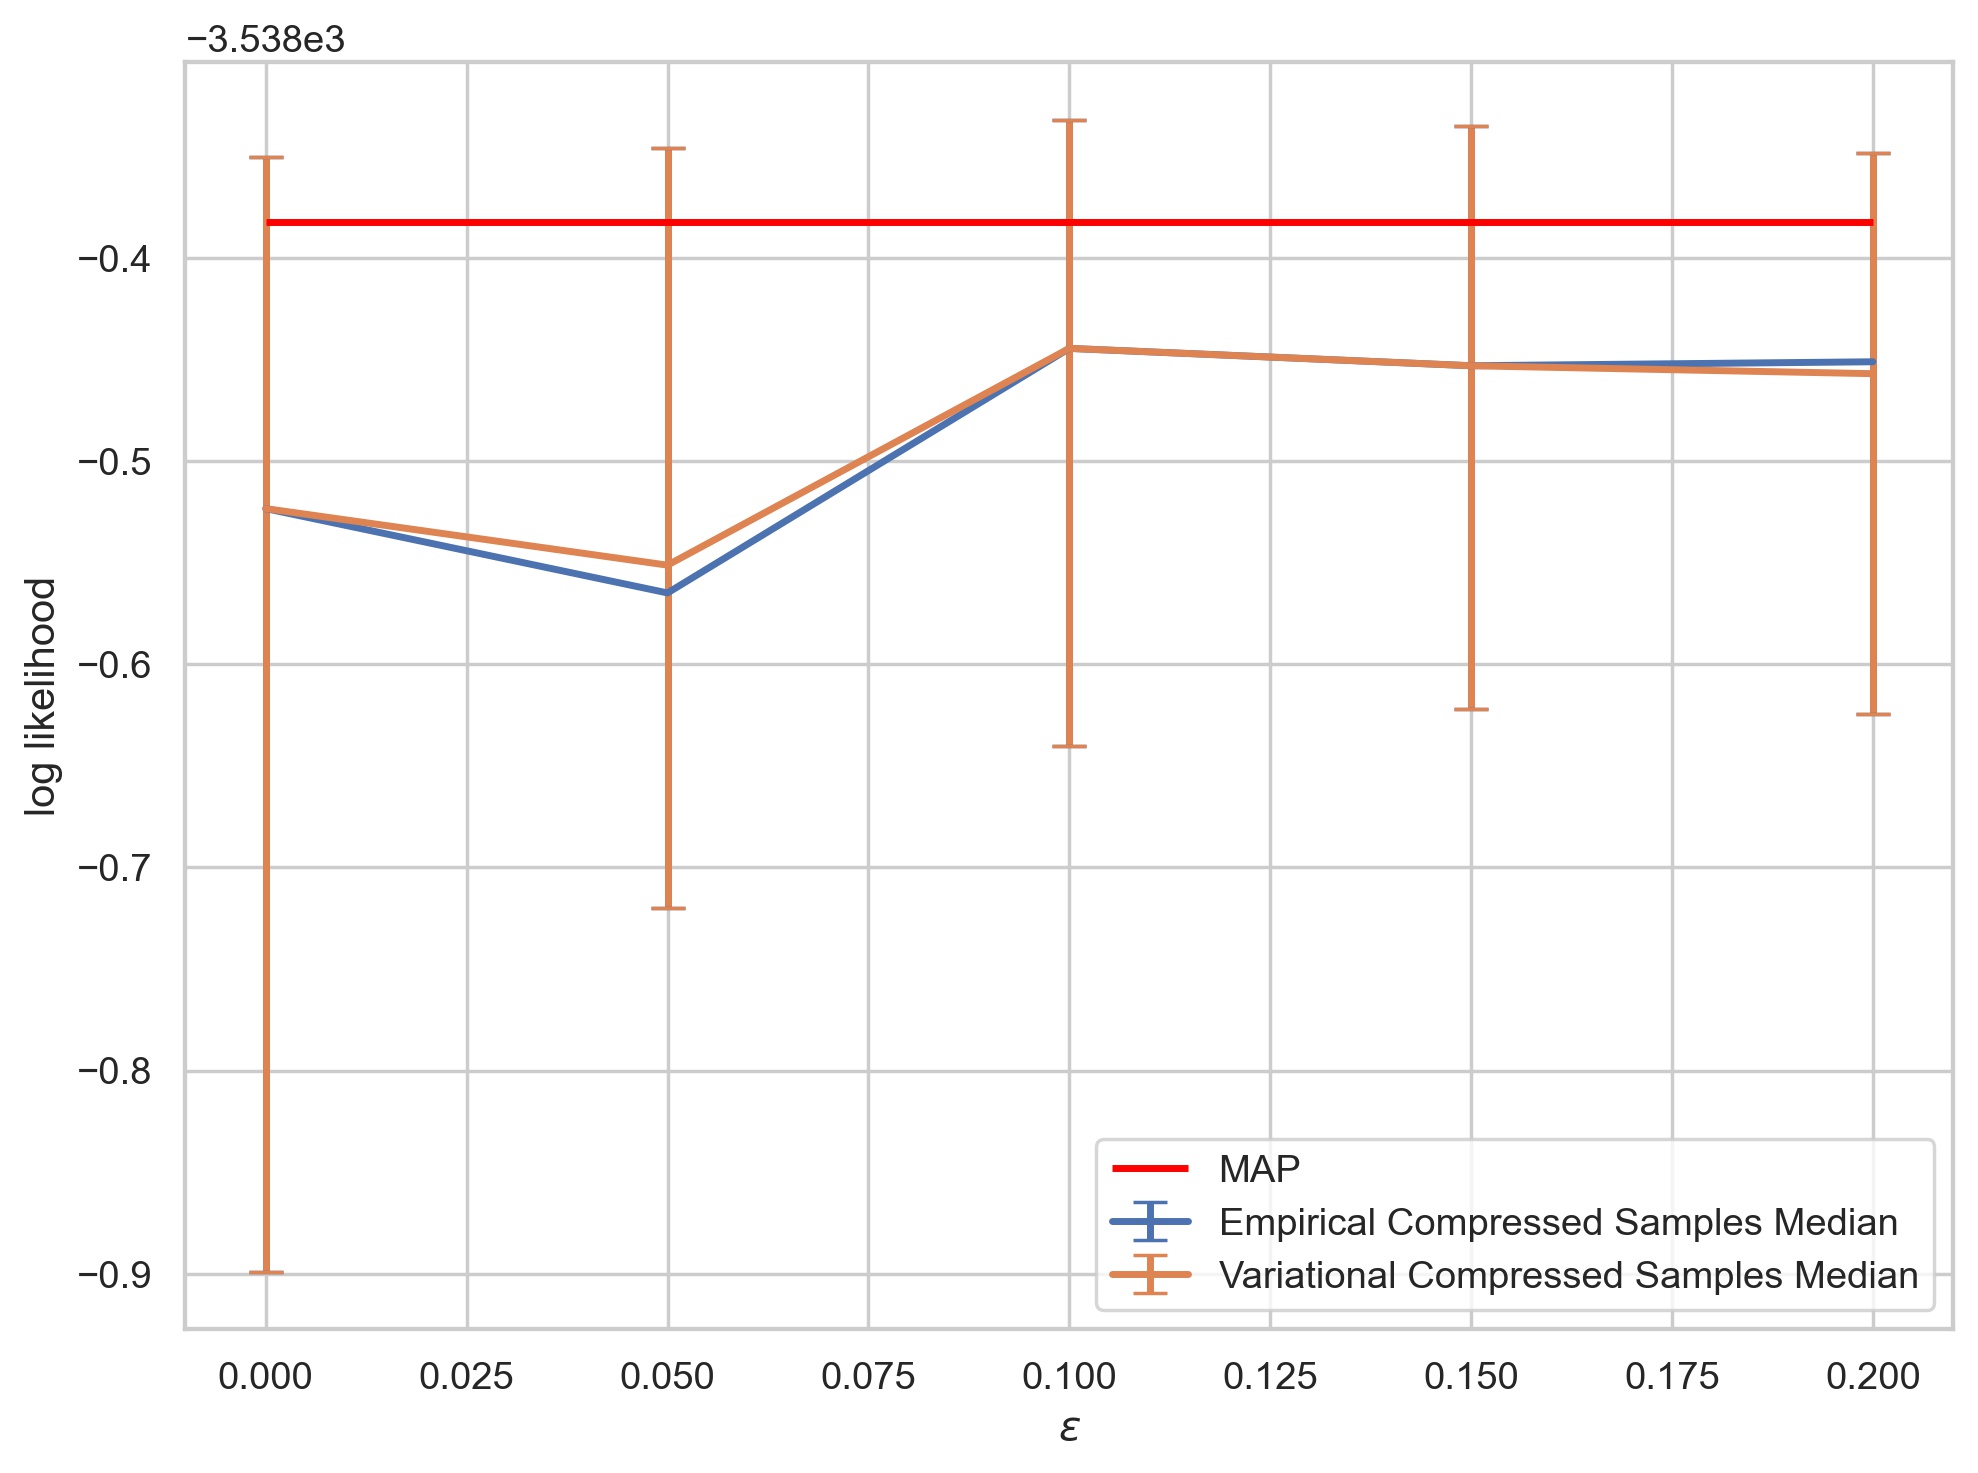 −3.538e3
−0.4
−0.5
−0.6
−0.7
−0.8
−0.9
log likelihood
0.000 0.025 0.050 0.075 0.100 0.125 0.150 0.175 0.200
ε
MAP
Empirical Compressed Samples Median
Variational Compressed Samples Median